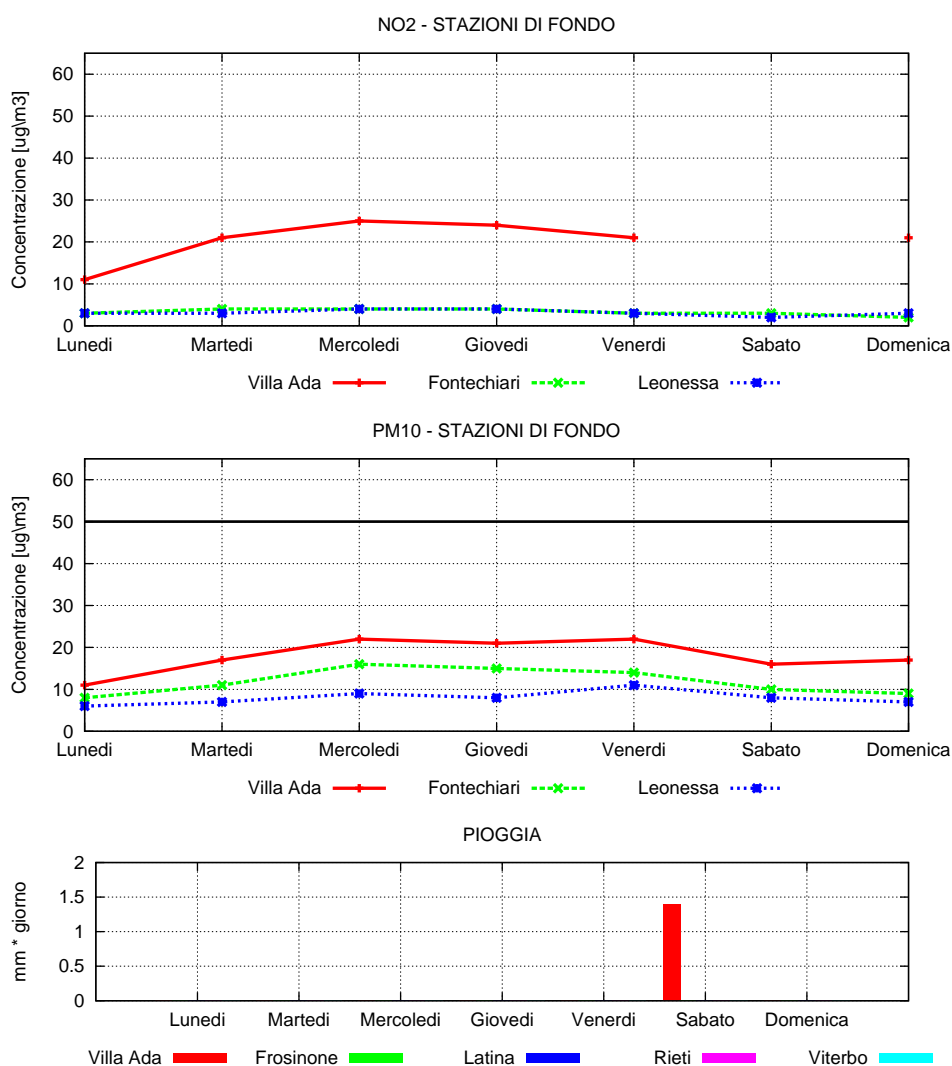 NO2 - STAZIONI DI FONDO
Concentrazione [ug\m3]
60
50
40
30
20
10
0
Lunedi Martedi Mercoledi Giovedi Venerdi Sabato Domenica
Villa Ada Fontechiari Leonessa
PM10 - STAZIONI DI FONDO
Concentrazione [ug\m3]
60
50
40
30
20
10
0
Lunedi Martedi Mercoledi Giovedi Venerdi Sabato Domenica
Villa Ada Fontechiari Leonessa
PIOGGIA
mm * giorno
2
1.5
1
0.5
0
Lunedi Martedi Mercoledi Giovedi Venerdi Sabato Domenica
Villa Ada Frosinone Latina Rieti Viterbo